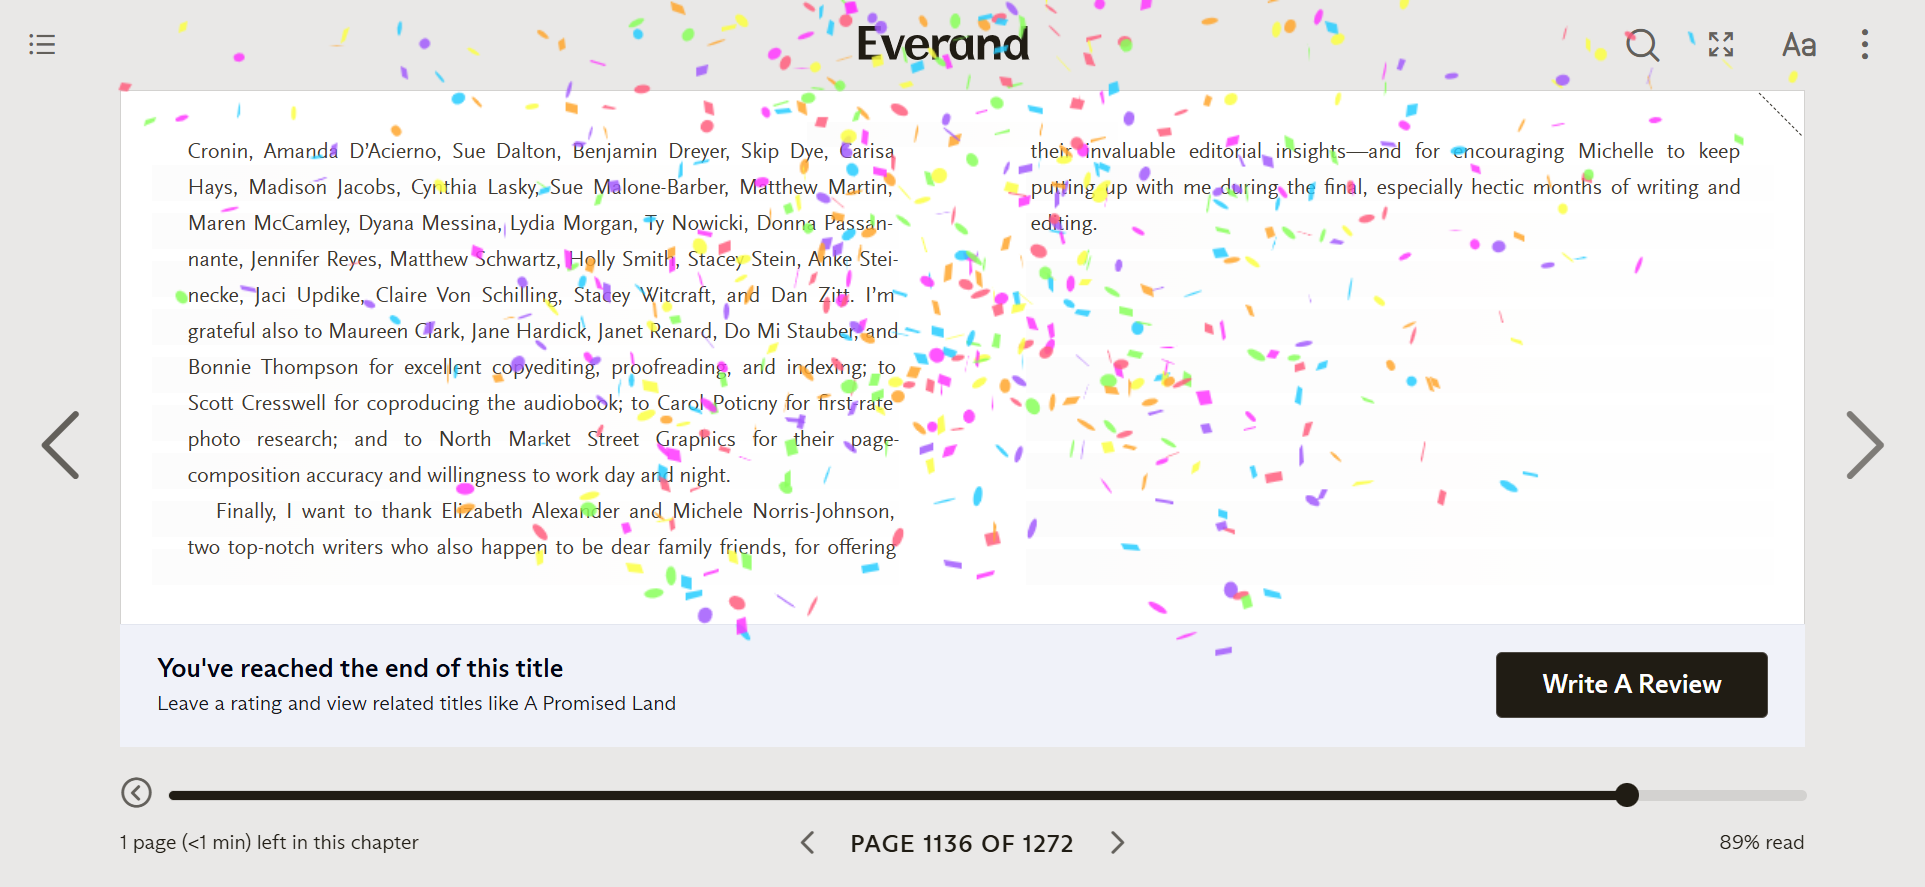 Everand
Aa
Cronin, Amanda D’Acierno, Sue Dalton, Benjamin Dreyer, Skip Dye, Carisa
Hays, Madison Jacobs, Cynthia Lasky, Sue Malone-Barber, Matthew Martin,
Maren McCamley, Dyana Messina, Lydia Morgan, Ty Nowicki, Donna Passan-
nante, Jennifer Reyes, Matthew Schwartz, Holly Smith, Stacey Stein, Anke Stei-
necke, Jaci Updike, Claire Von Schilling, Stacey Witcraft, and Dan Zitt. I’m
grateful also to Maureen Clark, Jane Hardick, Janet Renard, Do Mi Stauber, and
Bonnie Thompson for excellent copyediting, proofreading, and indexing; to
Scott Cresswell for coproducing the audiobook; to Carol Poticny for first-rate
photo research; and to North Market Street Graphics for their page-
composition accuracy and willingness to work day and night.
Finally, I want to thank Elizabeth Alexander and Michele Norris-Johnson,
two top-notch writers who also happen to be dear family friends, for offering
their invaluable editorial insights—and for encouraging Michelle to keep
putting up with me during the final, especially hectic months of writing and
editing.
You've reached the end of this title
Leave a rating and view related titles like A Promised Land
Write A Review
1 page (<1 min) left in this chapter
PAGE 1136 OF 1272
89% read